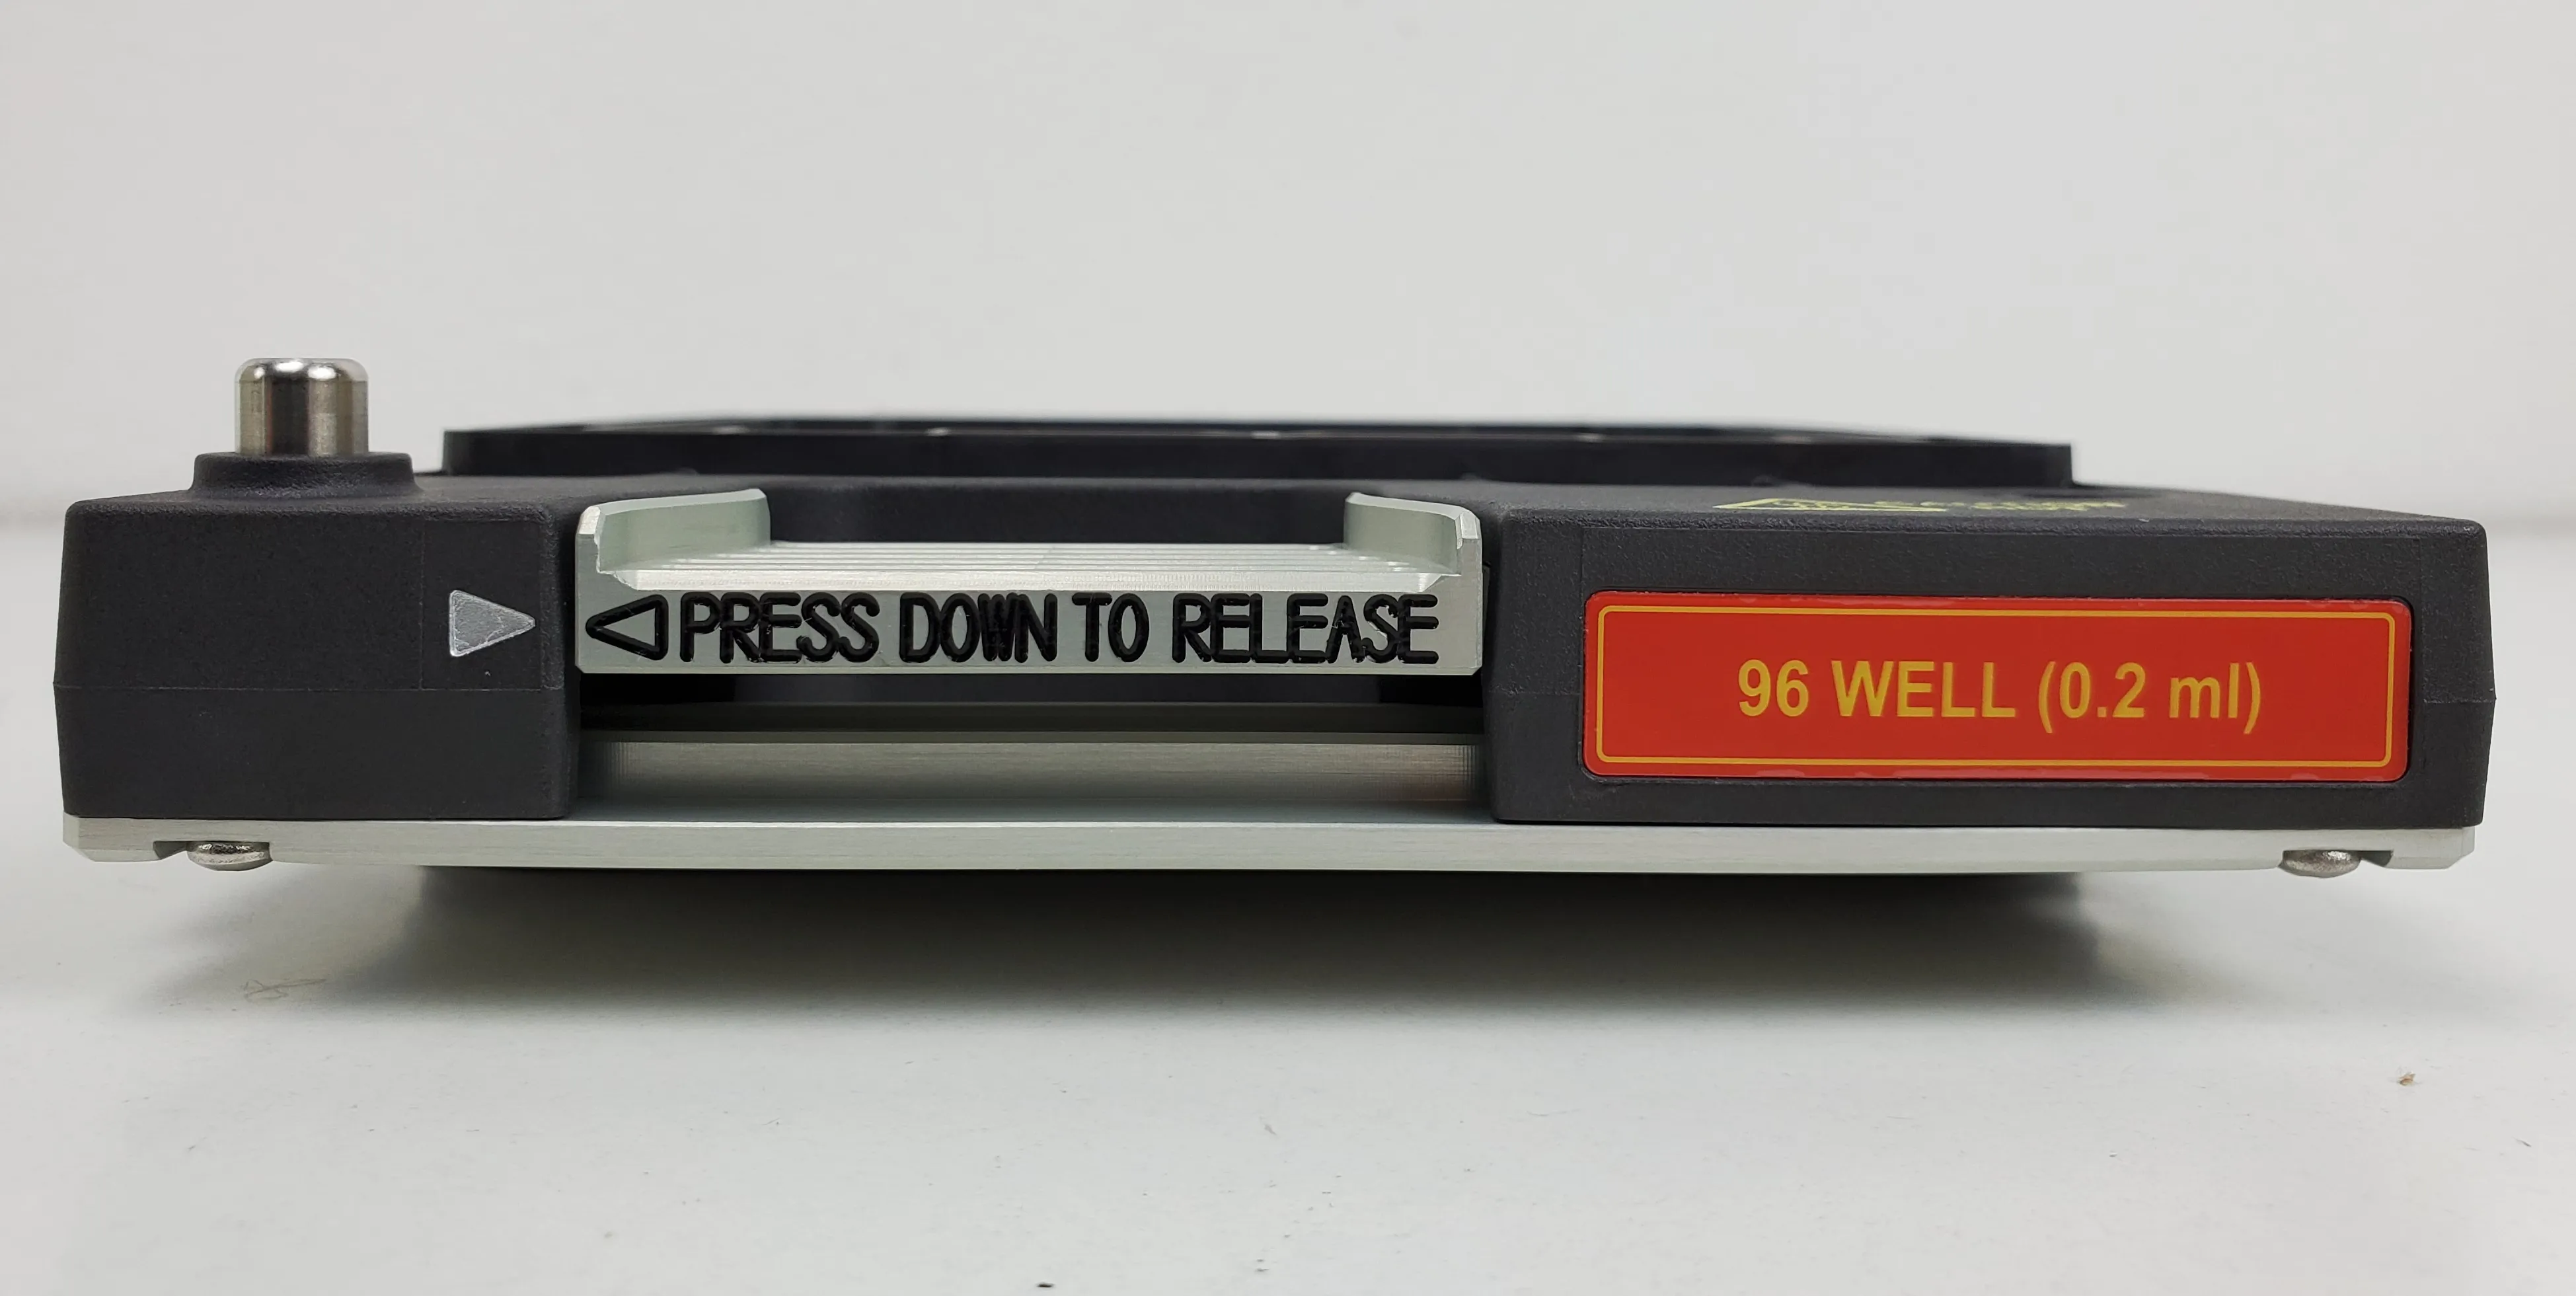 PRESS DOWN TO RELEASE
96 WELL (0.2 ml)